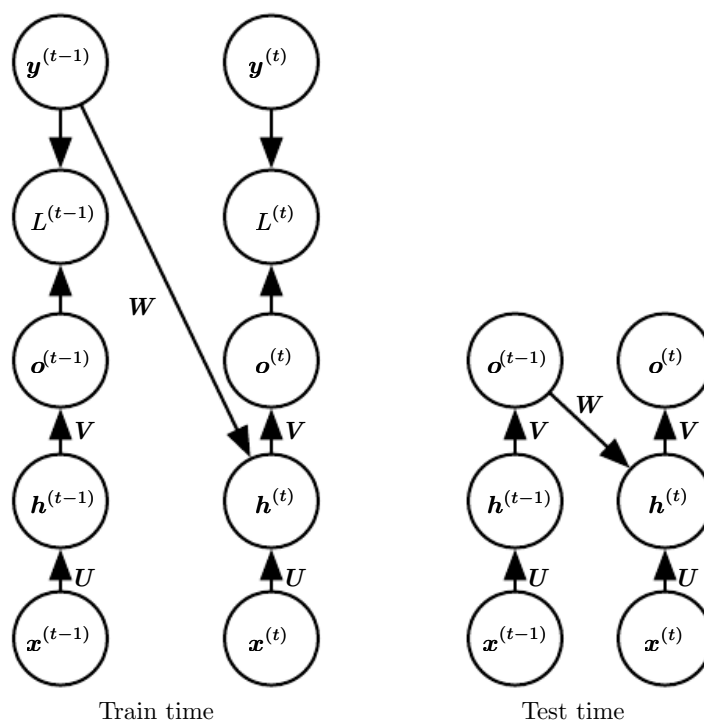 y^{(t−1)} y^{(t)}
L^{(t−1)} L^{(t)}
W
o^{(t−1)} o^{(t)} o^{(t−1)} o^{(t)}
W
V V V V
h^{(t−1)} h^{(t)} h^{(t−1)} h^{(t)}
U U U U
x^{(t−1)} x^{(t)} x^{(t−1)} x^{(t)}
Train time Test time